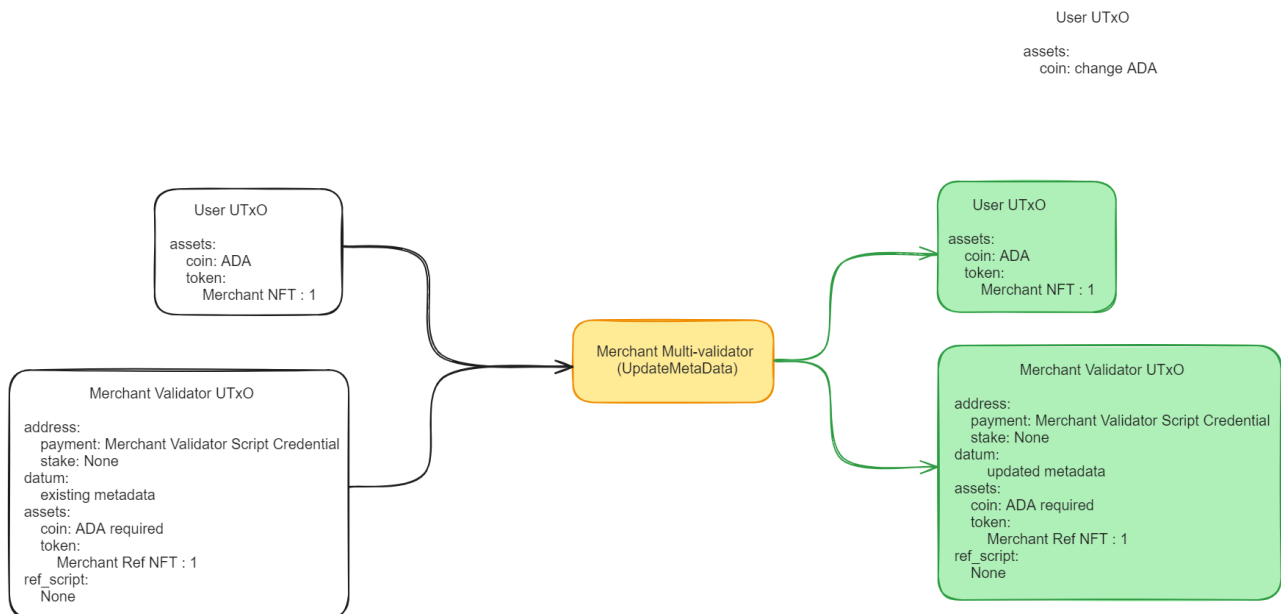 User UTxO
assets:
coin: change ADA
User UTxO
assets:
coin: ADA
token:
Merchant NFT : 1
Merchant Validator UTxO
address:
payment: Merchant Validator Script Credential
stake: None
datum:
existing metadata
assets:
coin: ADA required
token:
Merchant Ref NFT : 1
ref_script:
None
Merchant Multi-validator
(UpdateMetaData)
User UTxO
assets:
coin: ADA
token:
Merchant NFT : 1
Merchant Validator UTxO
address:
payment: Merchant Validator Script Credential
stake: None
datum:
updated metadata
assets:
coin: ADA required
token:
Merchant Ref NFT : 1
ref_script:
None